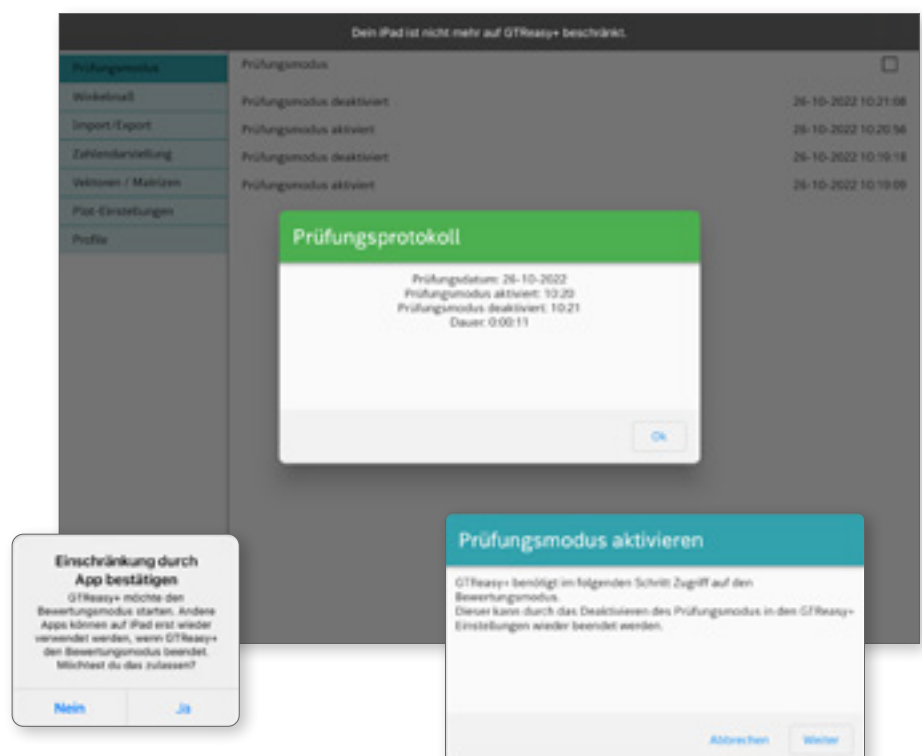 Dein iPad ist nicht mehr auf GTReasy+ beschränkt.
Prüfungsmodus
Winkelmaß
Import/Export
Zahlendarstellung
Vektoren / Matrizen
Plot-Einstellungen
Profile
Prüfungsmodus
Prüfungsmodus deaktiviert 26-10-2022 10:21:08
Prüfungsmodus aktiviert 26-10-2022 10:20:56
Prüfungsmodus deaktiviert 26-10-2022 10:19:18
Prüfungsmodus aktiviert 26-10-2022 10:19:09
Prüfungsprotokoll
Prüfungsdatum: 26-10-2022
Prüfungsmodus aktiviert: 10:20
Prüfungsmodus deaktiviert: 10:21
Dauer: 0:00:11
Ok
Einschränkung durch
App bestätigen
GTReasy+ möchte den
Bewertungsmodus starten. Andere
Apps können auf iPad erst wieder
verwendet werden, wenn GTReasy+
den Bewertungsmodus beendet.
Möchtest du das zulassen?
Nein Ja
Prüfungsmodus aktivieren
GTReasy+ benötigt im folgenden Schritt Zugriff auf den
Bewertungsmodus.
Dieser kann durch das Deaktivieren des Prüfungsmodus in den GTReasy+
Einstellungen wieder beendet werden.
Abbrechen Weiter